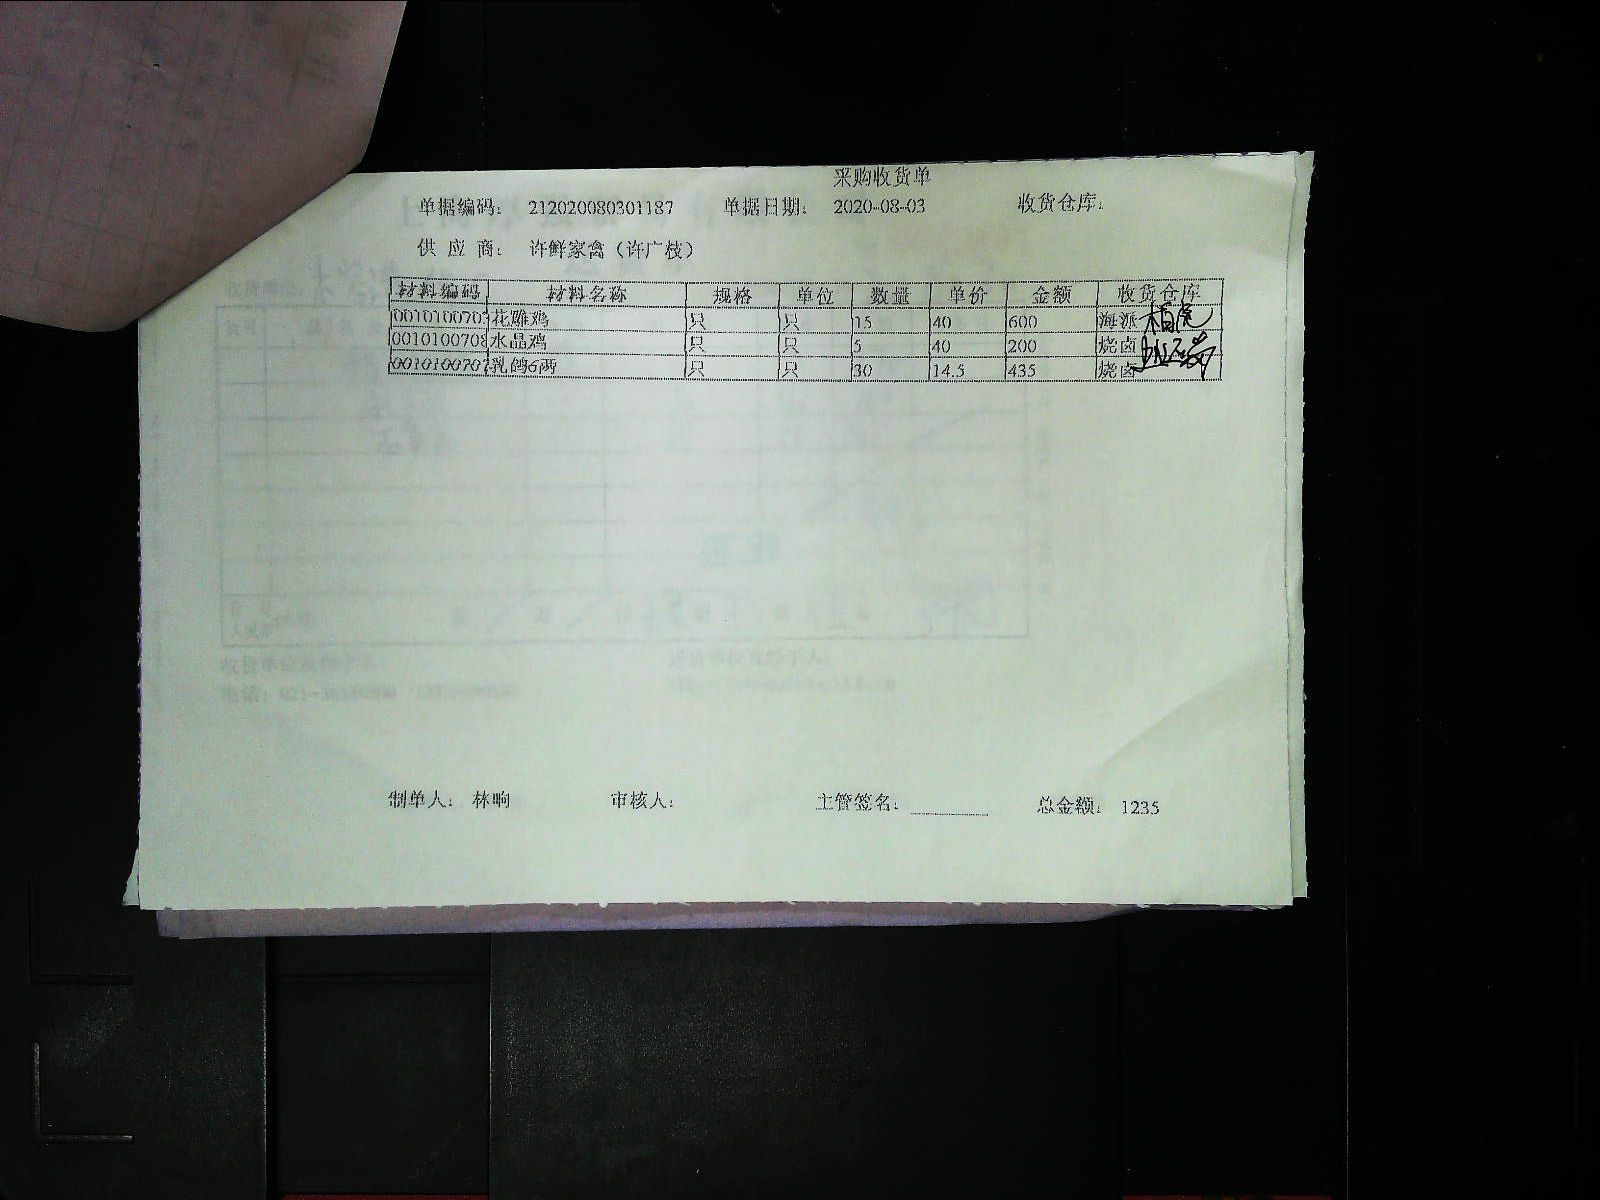 采购收货单
单据编码： 212020080301187 单据日期： 2020-08-03 收货仓库：
供 应 商： 许鲜家禽（许广枝）
材料编码 材料名称 规格 单位 数量 单价 金额 收货仓库
0010100703 花雕鸡 只 只 15 40 600 海派
0010100708 水晶鸡 只 只 5 40 200 烧卤
0010100707 乳鸽6两 只 只 30 14.5 435 烧卤
制单人： 林响 审核人： 主管签名： 总金额： 1235